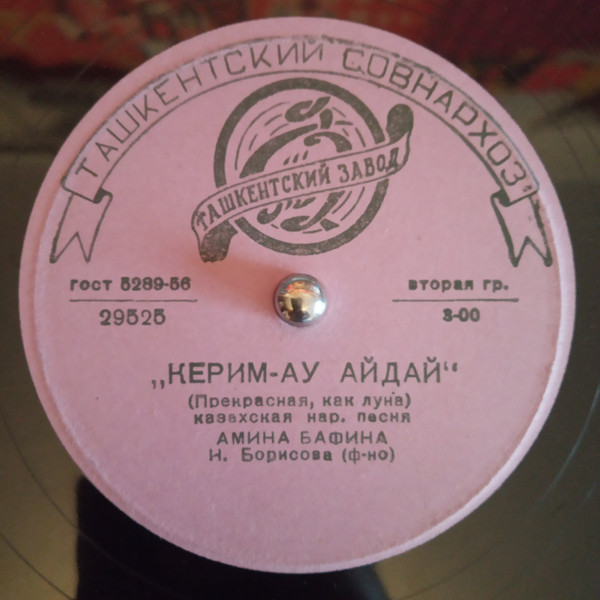 ТАШКЕНТСКИЙ СОВНАРХОЗ
ТАШКЕНТСКИЙ ЗАВОД
гост 5289-56
29525
вторая гр.
3-00
„КЕРИМ-АУ АЙДАЙ“
(Прекрасная, как луна)
казахская нар. песня
АМИНА БАФИНА
Н. Борисова (ф-но)